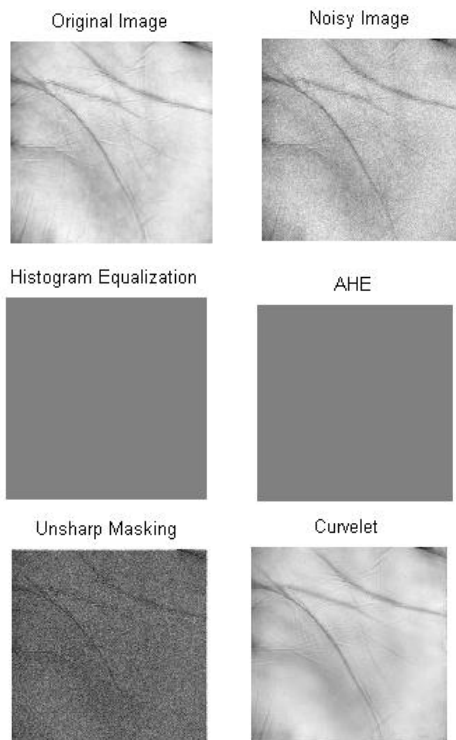 Original Image
Noisy Image
Histogram Equalization
AHE
Unsharp Masking
Curvelet